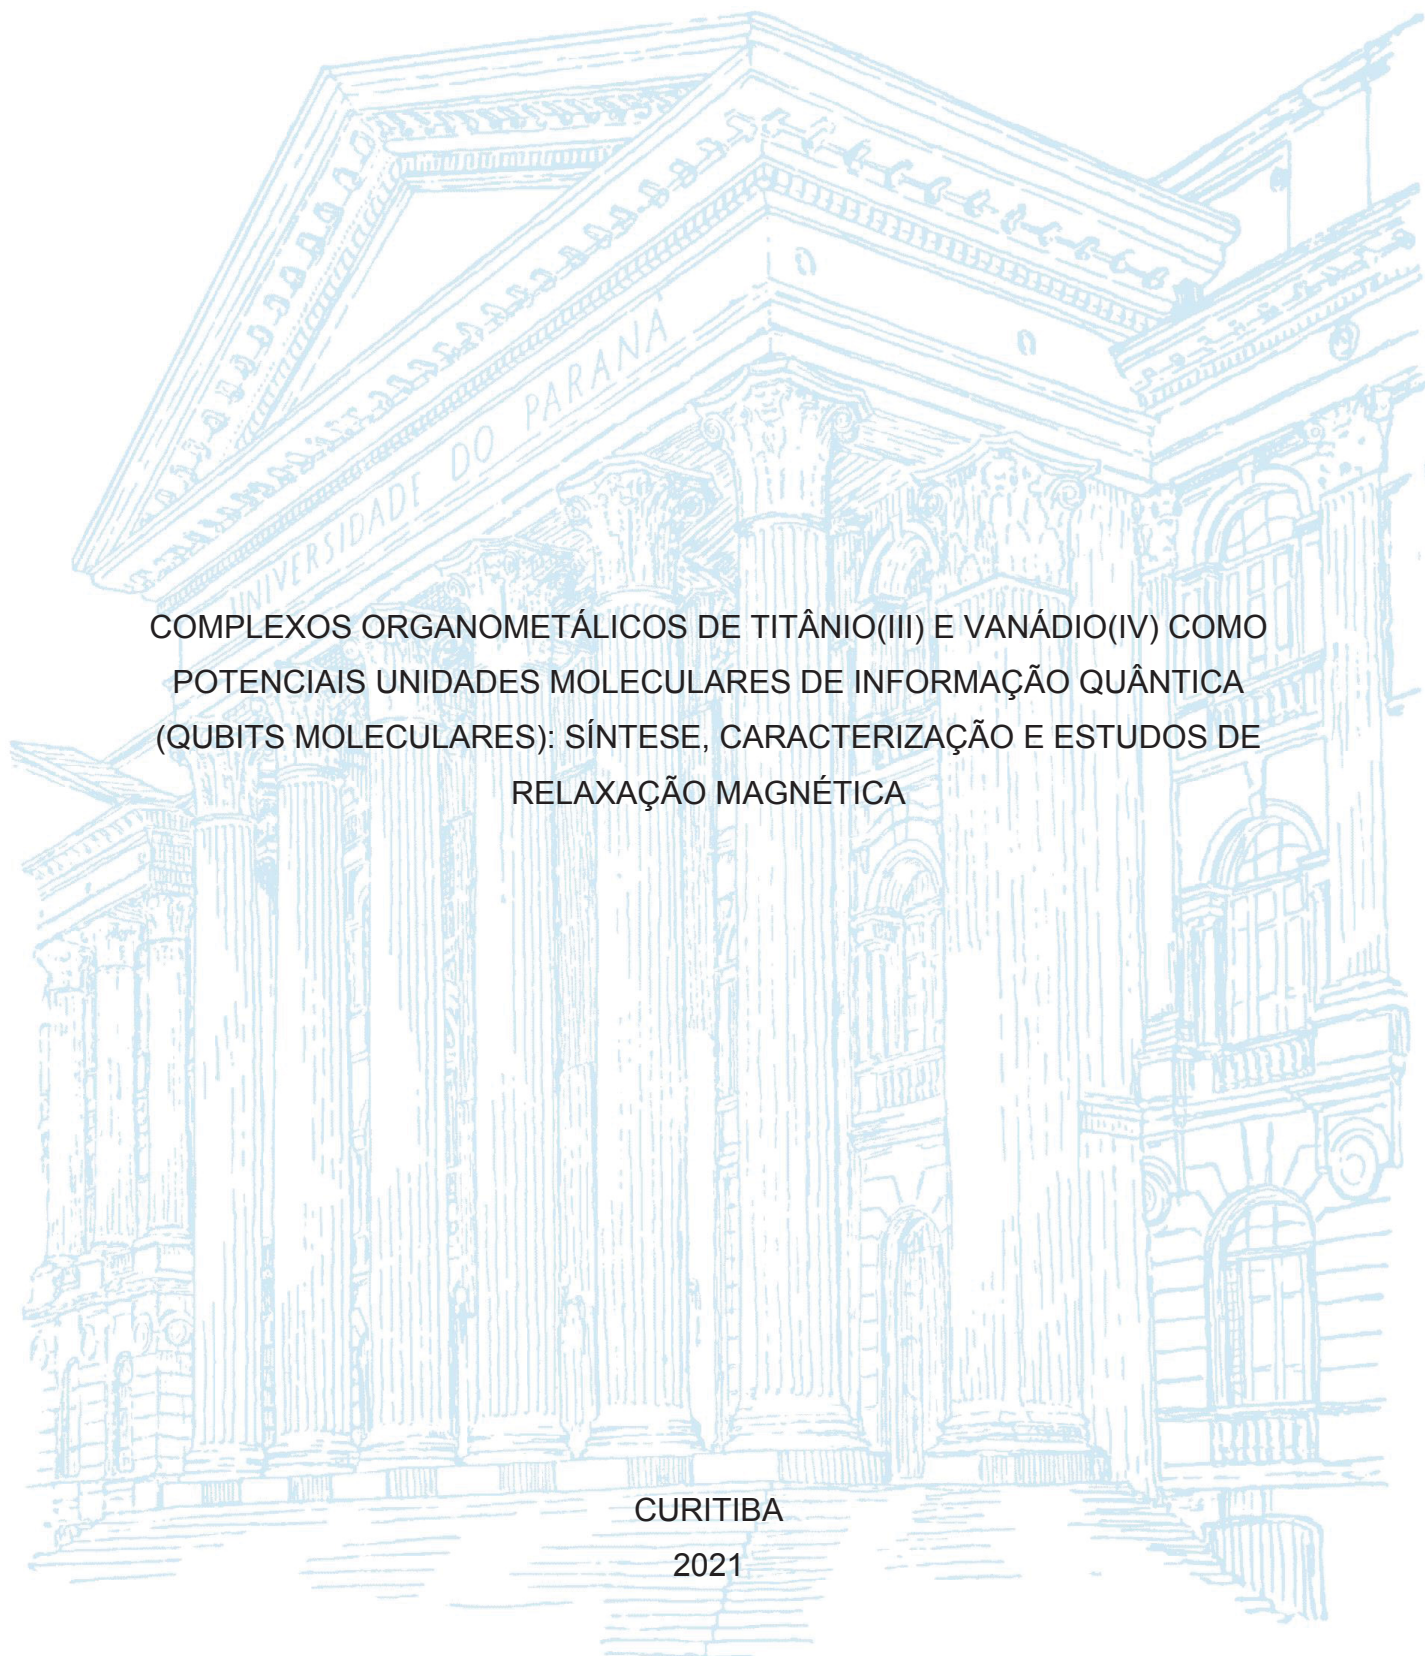 UNIVERSIDADE DO PARANÁ
COMPLEXOS ORGANOMETÁLICOS DE TITÂNIO(III) E VANÁDIO(IV) COMO
POTENCIAIS UNIDADES MOLECULARES DE INFORMAÇÃO QUÂNTICA
(QUBITS MOLECULARES): SÍNTESE, CARACTERIZAÇÃO E ESTUDOS DE
RELAXAÇÃO MAGNÉTICA
CURITIBA
2021